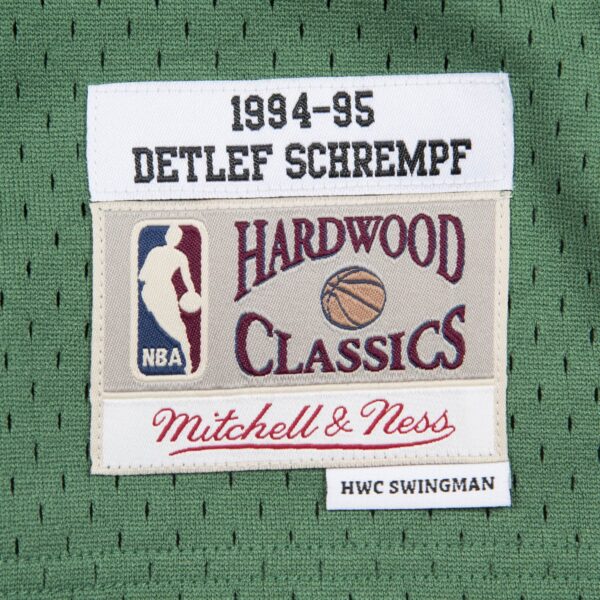 1994-95
DETLEF SCHREMPF
HARDWOOD
CLASSICS
NBA
Mitchell & Ness
HWC SWINGMAN